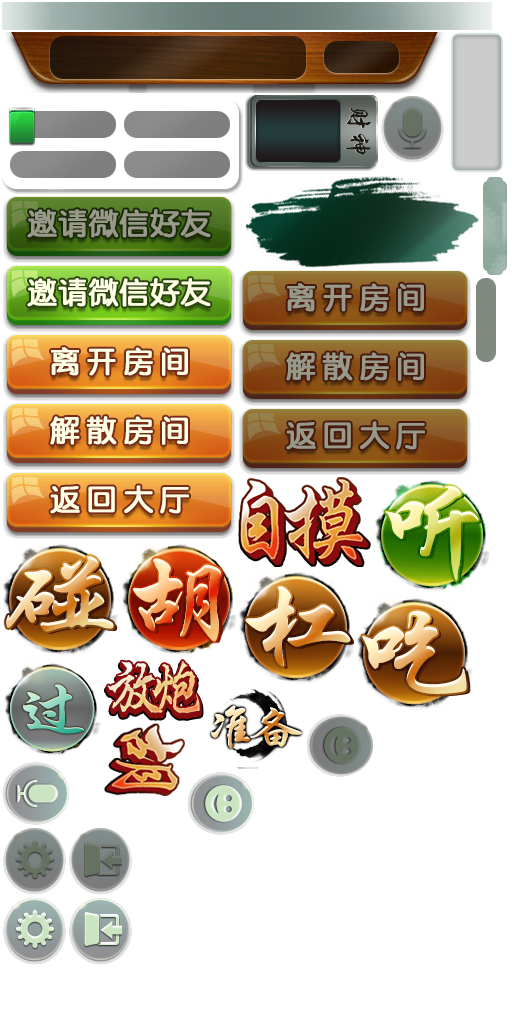 财神
邀请微信好友
邀请微信好友
离开房间
离开房间
解散房间
解散房间
返回大厅
返回大厅
自摸
听
碰
胡
杠
吃
过
放炮
准备
胡